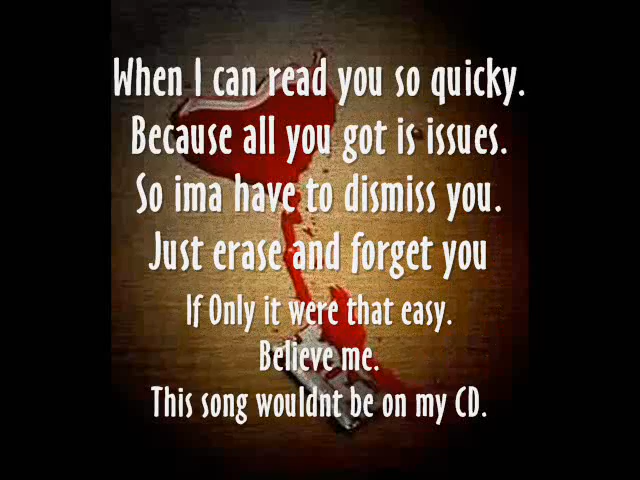 When I can read you so quicky.
Because all you got is issues.
So ima have to dismiss you.
Just erase and forget you
If Only it were that easy.
Believe me.
This song wouldnt be on my CD.